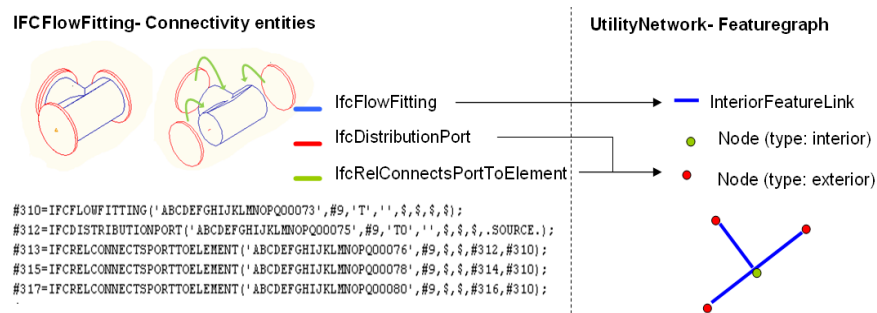 IFCFlowFitting- Connectivity entities
UtilityNetwork- Featuregraph
IfcFlowFitting
InteriorFeatureLink
IfcDistributionPort
Node (type: interior)
IfcRelConnectsPortToElement
Node (type: exterior)
#310=IFCFLOWFITTING('ABCDEFGHIJKLMNOPQ00073',#9,'T','',$,$,$,$);
#312=IFCDISTRIBUTIONPORT('ABCDEFGHIJKLMNOPQ00075',#9,'T0','',$,$,$,.SOURCE.);
#313=IFCRELCONNECTSPORTTOELEMENT('ABCDEFGHIJKLMNOPQ00076',#9,$,$,#312,#310);
#315=IFCRELCONNECTSPORTTOELEMENT('ABCDEFGHIJKLMNOPQ00078',#9,$,$,#314,#310);
#317=IFCRELCONNECTSPORTTOELEMENT('ABCDEFGHIJKLMNOPQ00080',#9,$,$,#316,#310);